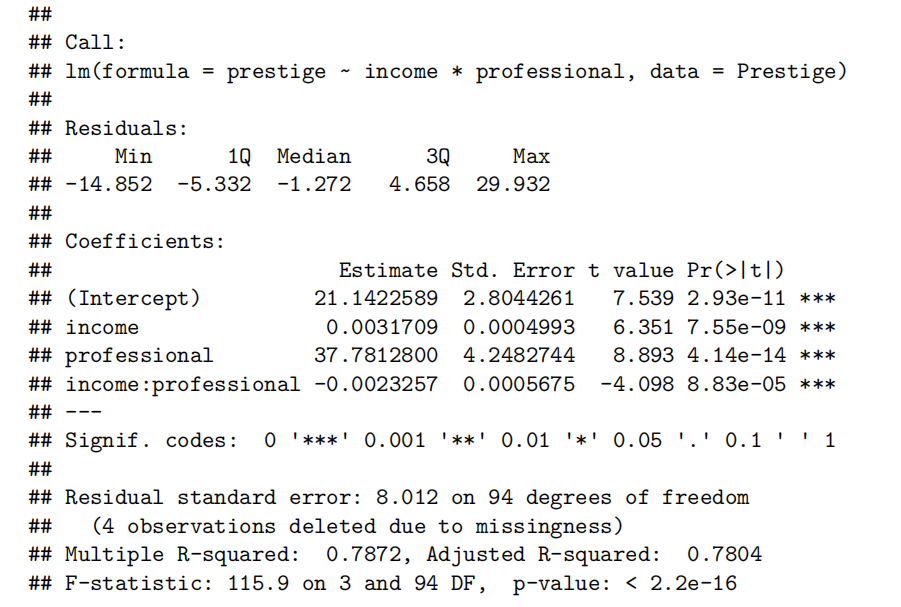 ##
## Call:
## lm(formula = prestige ~ income * professional, data = Prestige)
##
## Residuals:
##     Min      1Q  Median      3Q     Max
## -14.852  -5.332  -1.272   4.658  29.932
##
## Coefficients:
##                       Estimate Std. Error t value Pr(>|t|)
## (Intercept)         21.1422589  2.8044261   7.539 2.93e-11 ***
## income               0.0031709  0.0004993   6.351 7.55e-09 ***
## professional        37.7812800  4.2482744   8.893 4.14e-14 ***
## income:professional -0.0023257  0.0005675  -4.098 8.83e-05 ***
## ---
## Signif. codes:  0 '***' 0.001 '**' 0.01 '*' 0.05 '.' 0.1 ' ' 1
##
## Residual standard error: 8.012 on 94 degrees of freedom
##   (4 observations deleted due to missingness)
## Multiple R-squared:  0.7872, Adjusted R-squared:  0.7804
## F-statistic: 115.9 on 3 and 94 DF,  p-value: < 2.2e-16